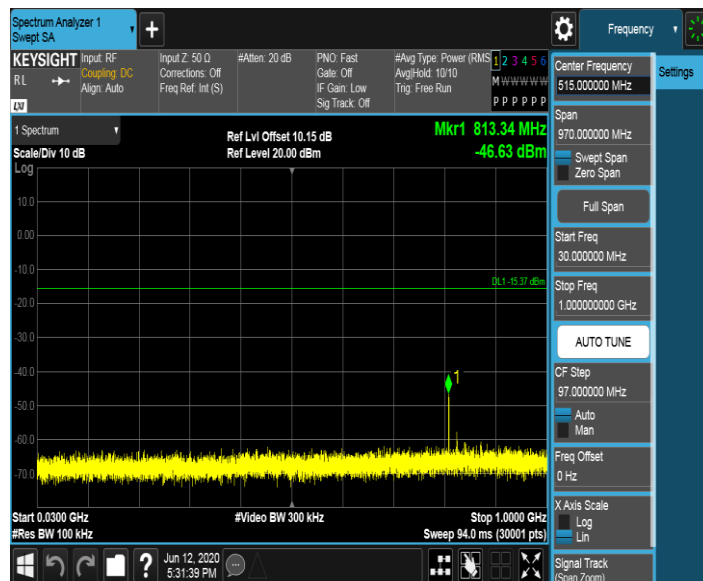 Spectrum Analyzer 1
Swept SA
+
Frequency
KEYSIGHT
RL
LXI
Input: RF
Coupling: DC
Align: Auto
Input Z: 50 Ω
Corrections: Off
Freq Ref: Int (S)
#Atten: 20 dB
PNO: Fast
Gate: Off
IF Gain: Low
Sig Track: Off
#Avg Type: Power (RMS
Avg|Hold: 10/10
Trig: Free Run
1 2 3 4 5 6
M W W W W W
P P P P P P
Settings
1 Spectrum
Scale/Div 10 dB
Ref Lvl Offset 10.15 dB
Ref Level 20.00 dBm
Mkr1 813.34 MHz
-46.63 dBm
Log
10.0
0.00
-10.0
-20.0
-30.0
-40.0
-50.0
-60.0
-70.0
DL1 -15.37 dBm
1
Start 0.0300 GHz
#Res BW 100 kHz
#Video BW 300 kHz
Stop 1.0000 GHz
Sweep 94.0 ms (30001 pts)
Center Frequency
515.000000 MHz
Span
970.000000 MHz
Swept Span
Zero Span
Full Span
Start Freq
30.000000 MHz
Stop Freq
1.000000000 GHz
AUTO TUNE
CF Step
97.000000 MHz
Auto
Man
Freq Offset
0 Hz
X Axis Scale
Log
Lin
Signal Track
(Span Zoom)
?
Jun 12, 2020
5:31:39 PM